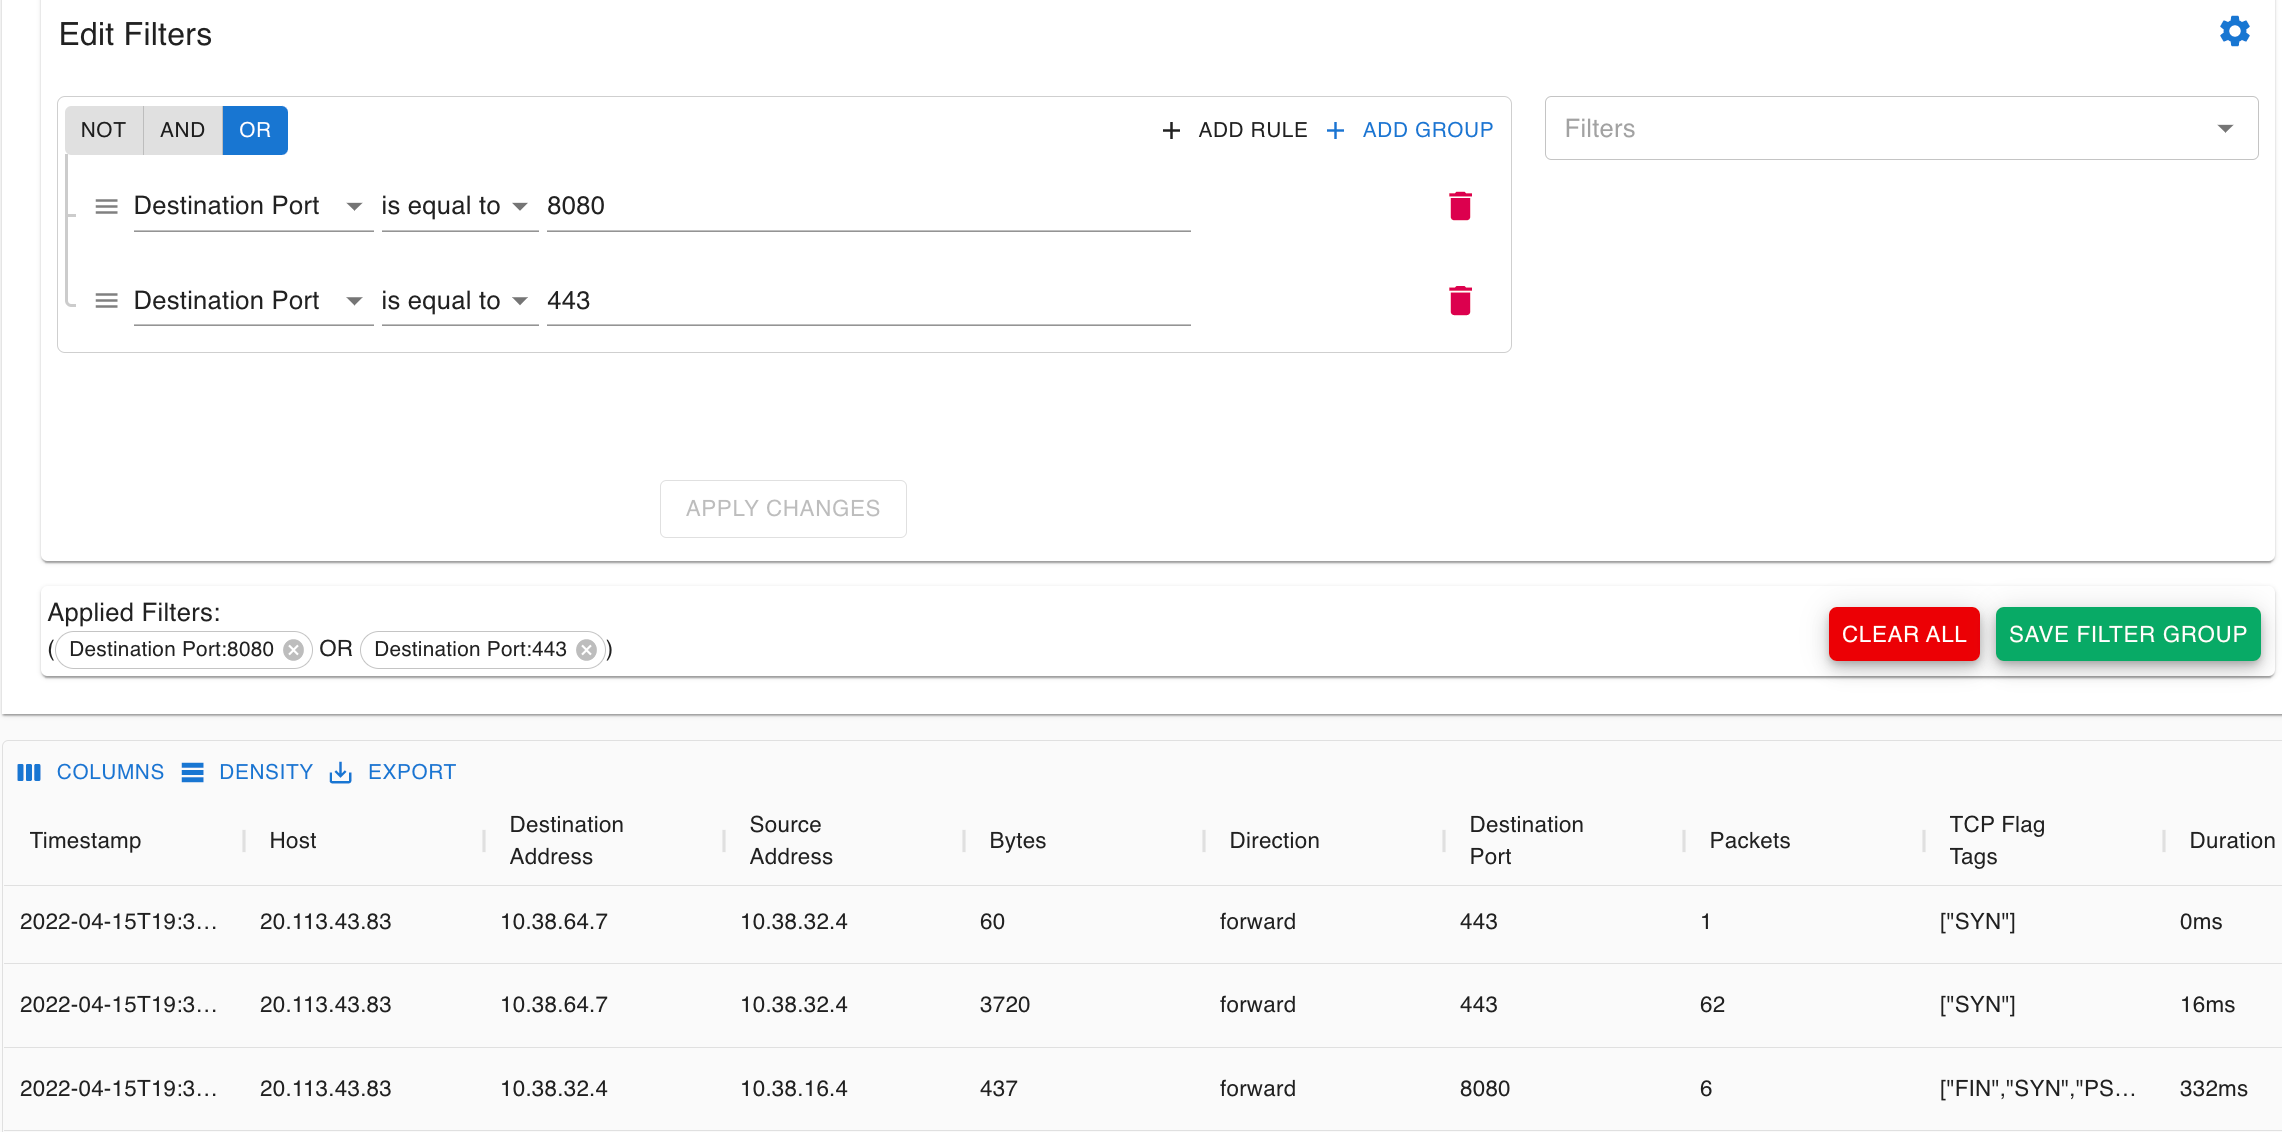 Edit Filters
NOT AND OR + ADD RULE + ADD GROUP Filters
Destination Port is equal to 8080
Destination Port is equal to 443
APPLY CHANGES
Applied Filters:
(Destination Port:8080 OR Destination Port:443)
CLEAR ALL SAVE FILTER GROUP
COLUMNS DENSITY EXPORT
Timestamp Host Destination Address Source Address Bytes Direction Destination Port Packets TCP Flag Tags Duration
2022-04-15T19:3... 20.113.43.83 10.38.64.7 10.38.32.4 60 forward 443 1 ["SYN"] 0ms
2022-04-15T19:3... 20.113.43.83 10.38.64.7 10.38.32.4 3720 forward 443 62 ["SYN"] 16ms
2022-04-15T19:3... 20.113.43.83 10.38.32.4 10.38.16.4 437 forward 8080 6 ["FIN","SYN","PS... 332ms